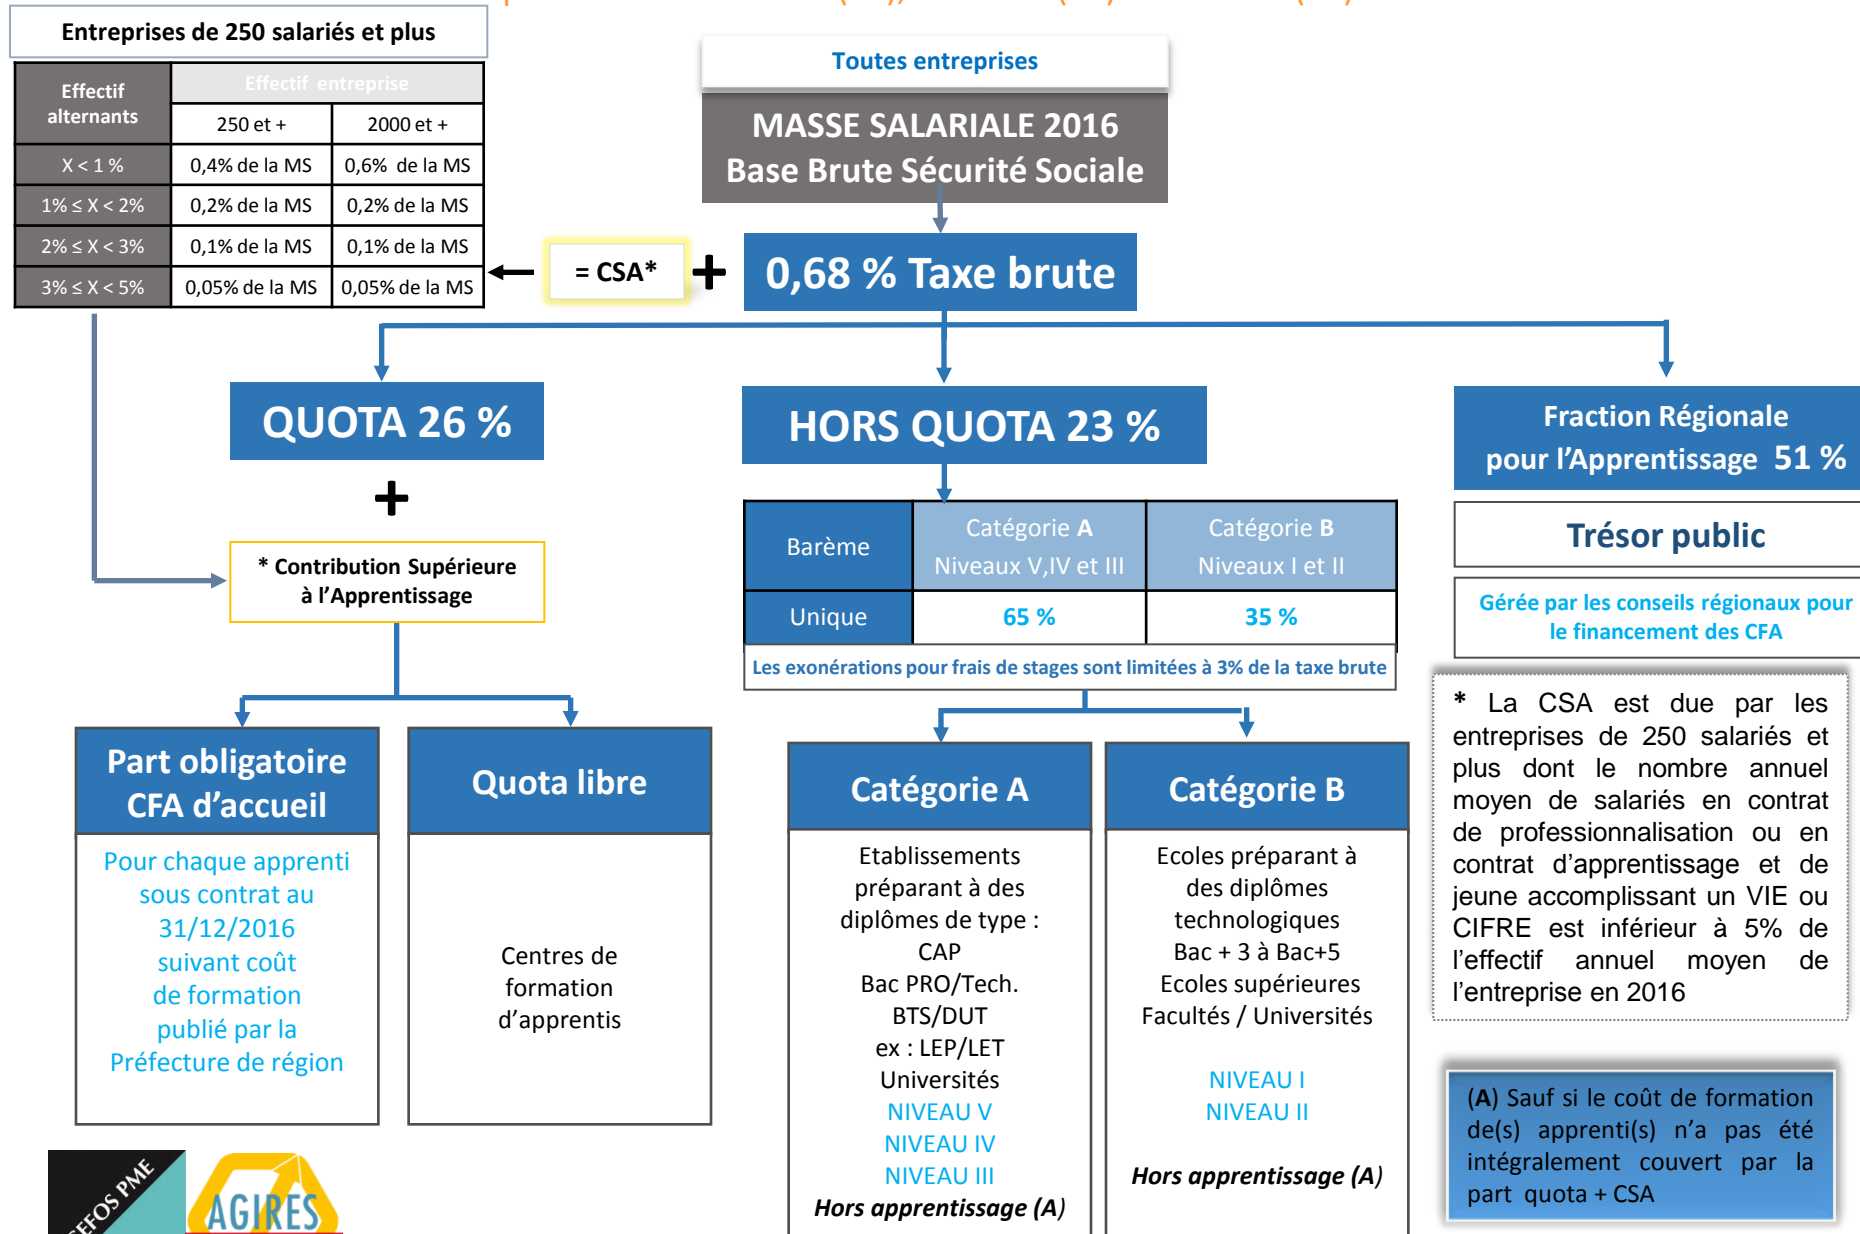 Entreprises de 250 salariés et plus
Effectif alternants
Effectif entreprise
250 et +
2000 et +
X < 1 %
0,4% de la MS
0,6% de la MS
1% ≤ X < 2%
0,2% de la MS
0,2% de la MS
2% ≤ X < 3%
0,1% de la MS
0,1% de la MS
3% ≤ X < 5%
0,05% de la MS
0,05% de la MS
Toutes entreprises
MASSE SALARIALE 2016
Base Brute Sécurité Sociale
= CSA*
+
0,68 % Taxe brute
QUOTA 26 %
+
* Contribution Supérieure
à l'Apprentissage
HORS QUOTA 23 %
Barème
Catégorie A
Niveaux V,IV et III
Catégorie B
Niveaux I et II
Unique
65 %
35 %
Les exonérations pour frais de stages sont limitées à 3% de la taxe brute
Fraction Régionale
pour l'Apprentissage 51 %
Trésor public
Gérée par les conseils régionaux pour
le financement des CFA
Part obligatoire
CFA d'accueil
Pour chaque apprenti
sous contrat au
31/12/2016
suivant coût
de formation
publié par la
Préfecture de région
Quota libre
Centres de
formation
d'apprentis
Catégorie A
Etablissements
préparant à des
diplômes de type :
CAP
Bac PRO/Tech.
BTS/DUT
ex : LEP/LET
Universités
NIVEAU V
NIVEAU IV
NIVEAU III
Hors apprentissage (A)
Catégorie B
Ecoles préparant à
des diplômes
technologiques
Bac + 3 à Bac+5
Ecoles supérieures
Facultés / Universités
NIVEAU I
NIVEAU II
Hors apprentissage (A)
* La CSA est due par les
entreprises de 250 salariés et
plus dont le nombre annuel
moyen de salariés en contrat
de professionnalisation ou en
contrat d'apprentissage et de
jeune accomplissant un VIE ou
CIFRE est inférieur à 5% de
l'effectif annuel moyen de
l'entreprise en 2016
(A) Sauf si le coût de formation
de(s) apprenti(s) n'a pas été
intégralement couvert par la
part quota + CSA
PME
AGIRES